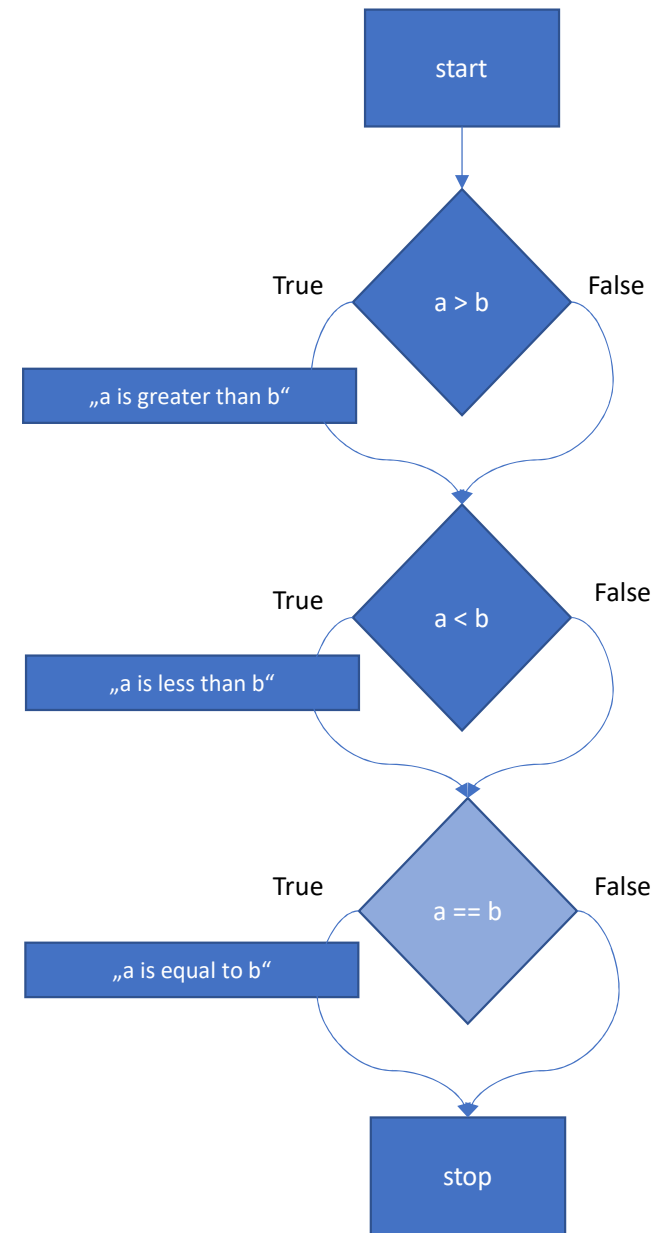 start
a > b
True
False
„a is greater than b“
a < b
True
False
„a is less than b“
a == b
True
False
„a is equal to b“
stop